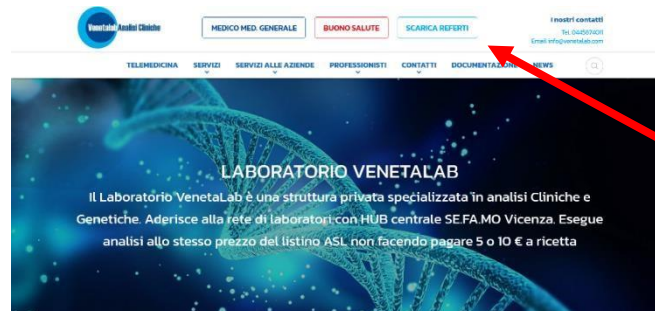 Venetalab Analisi Cliniche
MEDICO MED. GENERALE
BUONO SALUTE
SCARICA REFERTI
I nostri contatti
Tel. 0445674011
Email info@venetalab.com
TELEMEDICINA SERVIZI SERVIZI ALLE AZIENDE PROFESSIONISTI CONTATTI DOCUMENTAZIONE NEWS
LABORATORIO VENETALAB
Il Laboratorio VenetaLab è una struttura privata specializzata in analisi Cliniche e
Genetiche. Aderisce alla rete di laboratori con HUB centrale SE.FA.MO Vicenza. Esegue
analisi allo stesso prezzo del listino ASL non facendo pagare 5 o 10 € a ricetta